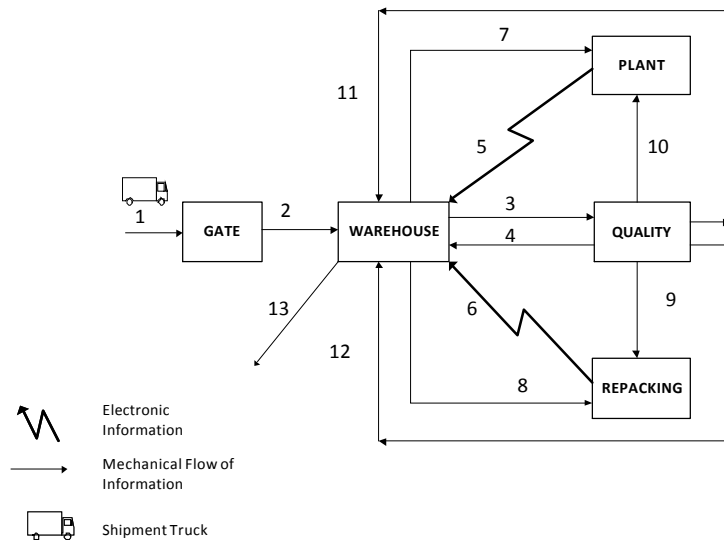 7
PLANT
11
5
10
1
2
3
GATE
WAREHOUSE
QUALITY
4
13
6
9
12
8
REPACKING
Electronic
Information
Mechanical Flow of
Information
Shipment Truck